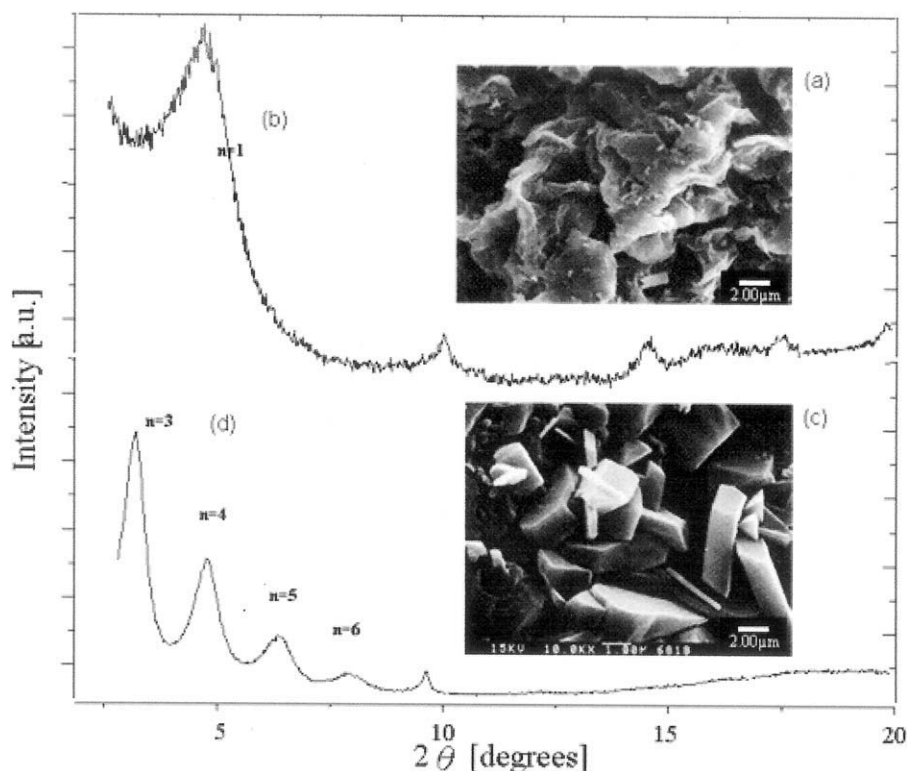 (a)
(b)
n=1
2.00µm
Intensity [a.u.]
n=3
(d)
(c)
n=4
n=5
n=6
2.00µm
15KV 10.0KX 1.00µ 6818
5
10
15
20
2 θ [degrees]